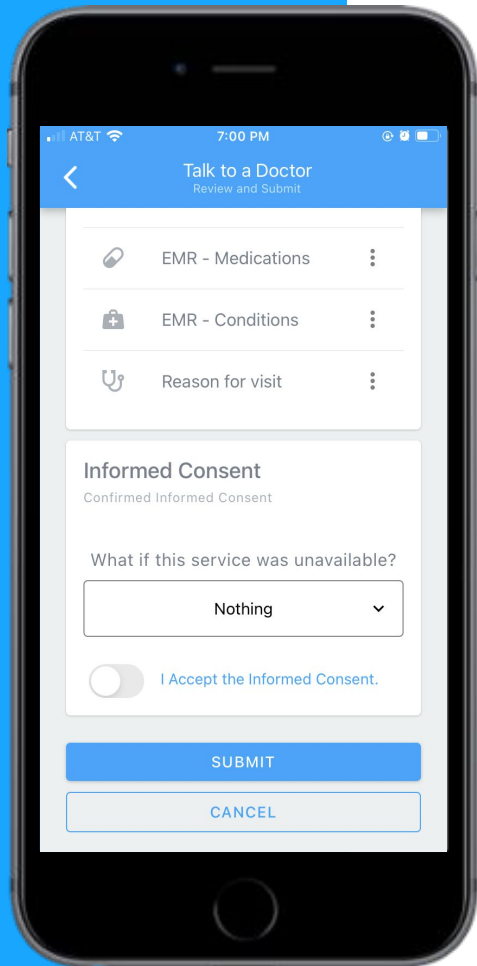 AT&T 7:00 PM
Talk to a Doctor
Review and Submit
EMR - Medications
EMR - Conditions
Reason for visit
Informed Consent
Confirmed Informed Consent
What if this service was unavailable?
Nothing
I Accept the Informed Consent.
SUBMIT
CANCEL